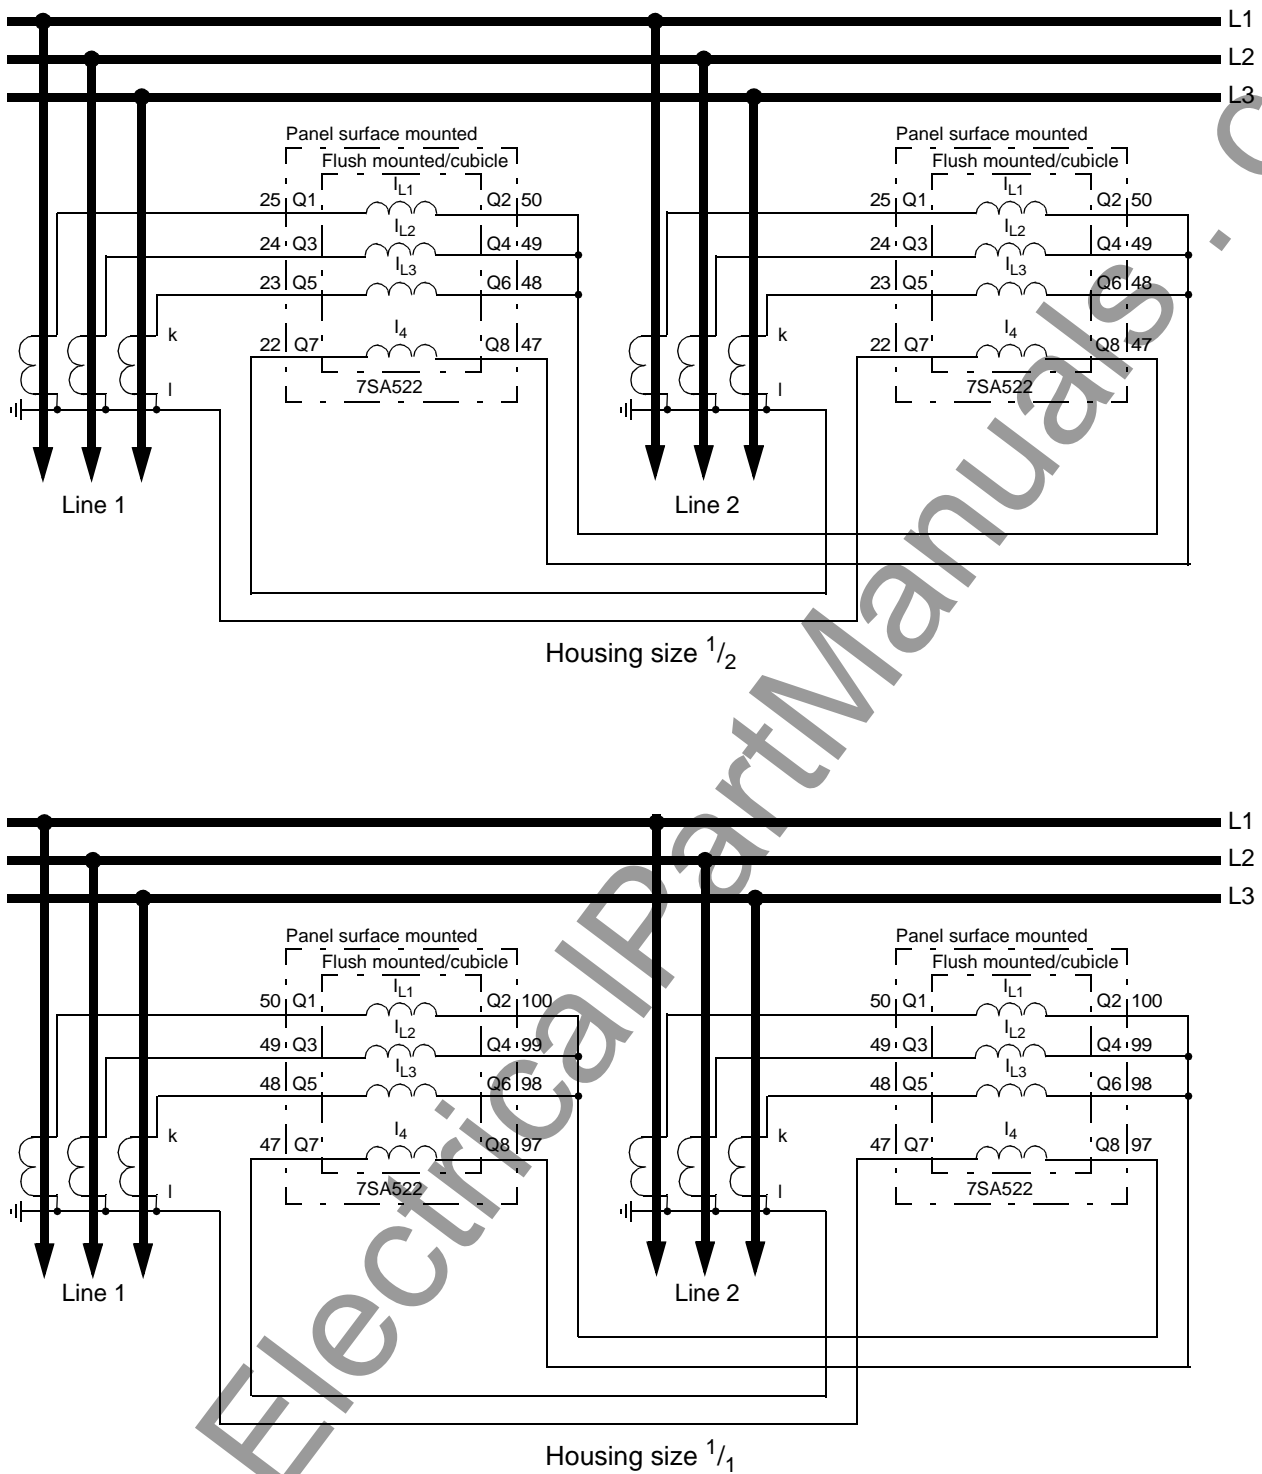 L1
L2
L3
Panel surface mounted Panel surface mounted
Flush mounted/cubicle Flush mounted/cubicle
25 Q1 IL1 Q2 50 25 Q1 IL1 Q2 50
24 Q3 IL2 Q4 49 24 Q3 IL2 Q4 49
23 Q5 IL3 Q6 48 23 Q5 IL3 Q6 48
k k
22 Q7 I4 Q8 47 22 Q7 I4 Q8 47
l 7SA522 l 7SA522
Line 1 Line 2
Housing size 1/2
L1
L2
L3
Panel surface mounted Panel surface mounted
Flush mounted/cubicle Flush mounted/cubicle
50 Q1 IL1 Q2 100 50 Q1 IL1 Q2 100
49 Q3 IL2 Q4 99 49 Q3 IL2 Q4 99
48 Q5 IL3 Q6 98 48 Q5 IL3 Q6 98
k k
47 Q7 I4 Q8 97 47 Q7 I4 Q8 97
l 7SA522 l 7SA522
Line 1 Line 2
Housing size 1/1
ElectricalPartManuals . c